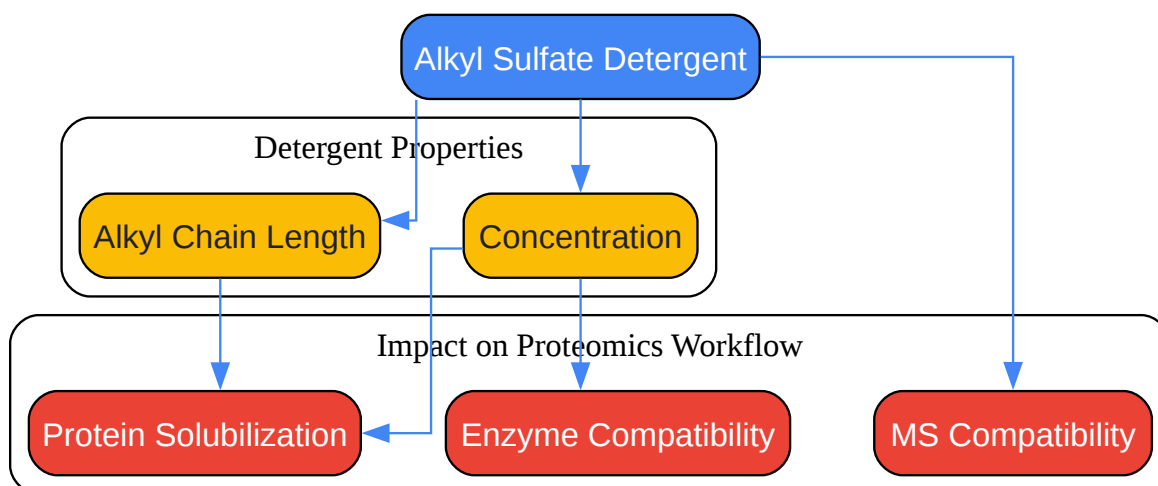 Alkyl Sulfate Detergent
Detergent Properties
Alkyl Chain Length
Concentration
Impact on Proteomics Workflow
Protein Solubilization
Enzyme Compatibility
MS Compatibility